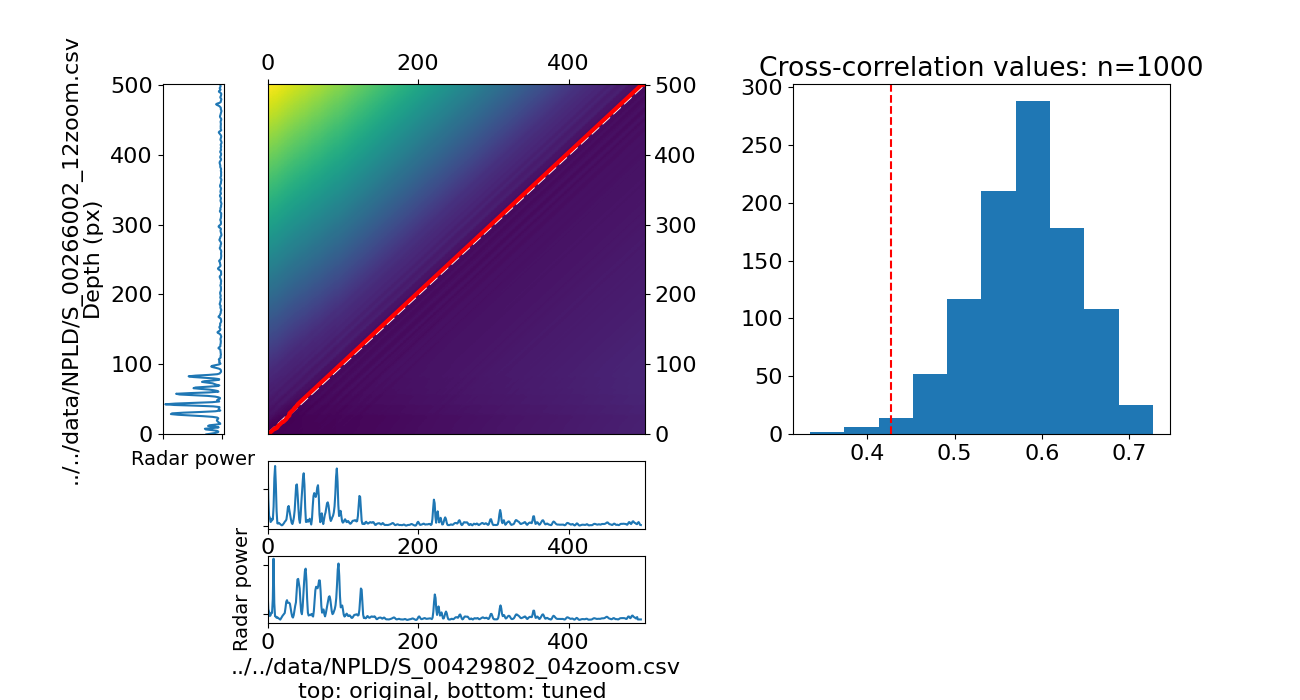 ../../data/NPLD/S_00266002_12zoom.csv
Depth (px)
500
400
300
200
100
0
Radar power
0 200 400
500
400
300
200
100
0
0 200 400
Radar power
0 200 400
../../data/NPLD/S_00429802_04zoom.csv
top: original, bottom: tuned
Cross-correlation values: n=1000
300
250
200
150
100
50
0
0.4 0.5 0.6 0.7